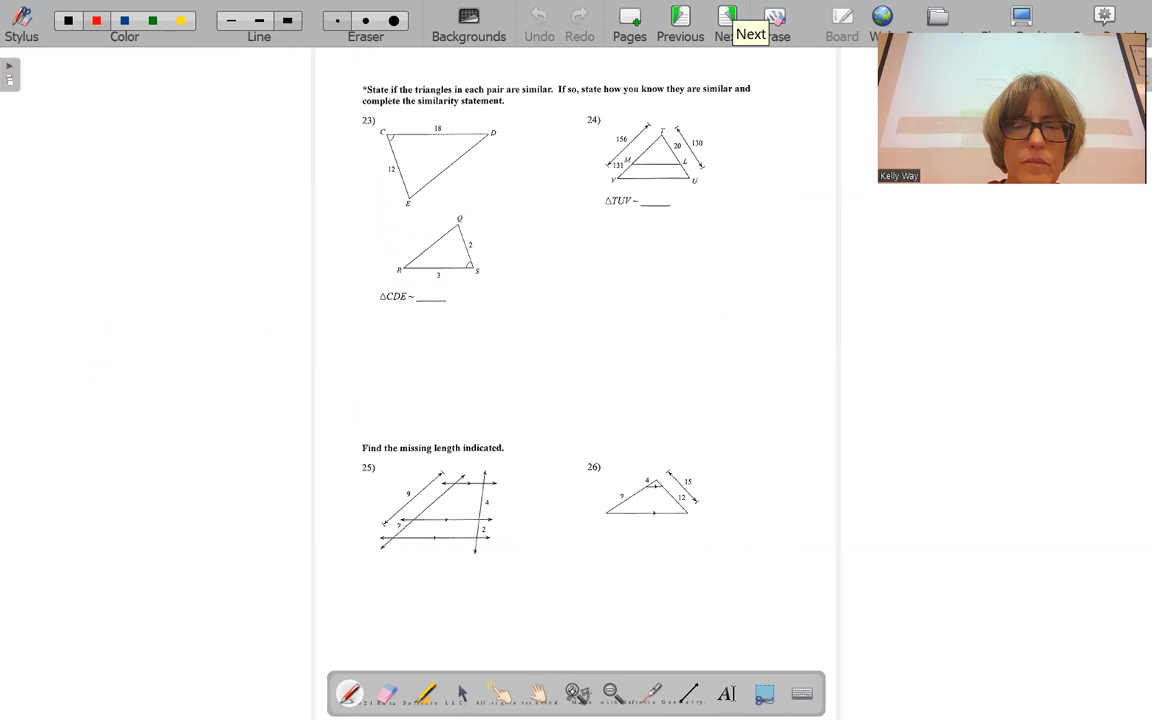 Stylus
Color
Line
Eraser
Backgrounds
Undo
Redo
Pages
Previous
Next
Board
Kelly Way
*State if the triangles in each pair are similar. If so, state how you know they are similar and
complete the similarity statement.
23)
C
18
D
12
E
Q
2
R
3
S
△CDE ~ _____
24)
156
T
130
20
131
M
L
V
U
△TUV ~ _____
Find the missing length indicated.
25)
9
4
?
2
26)
4
15
?
12